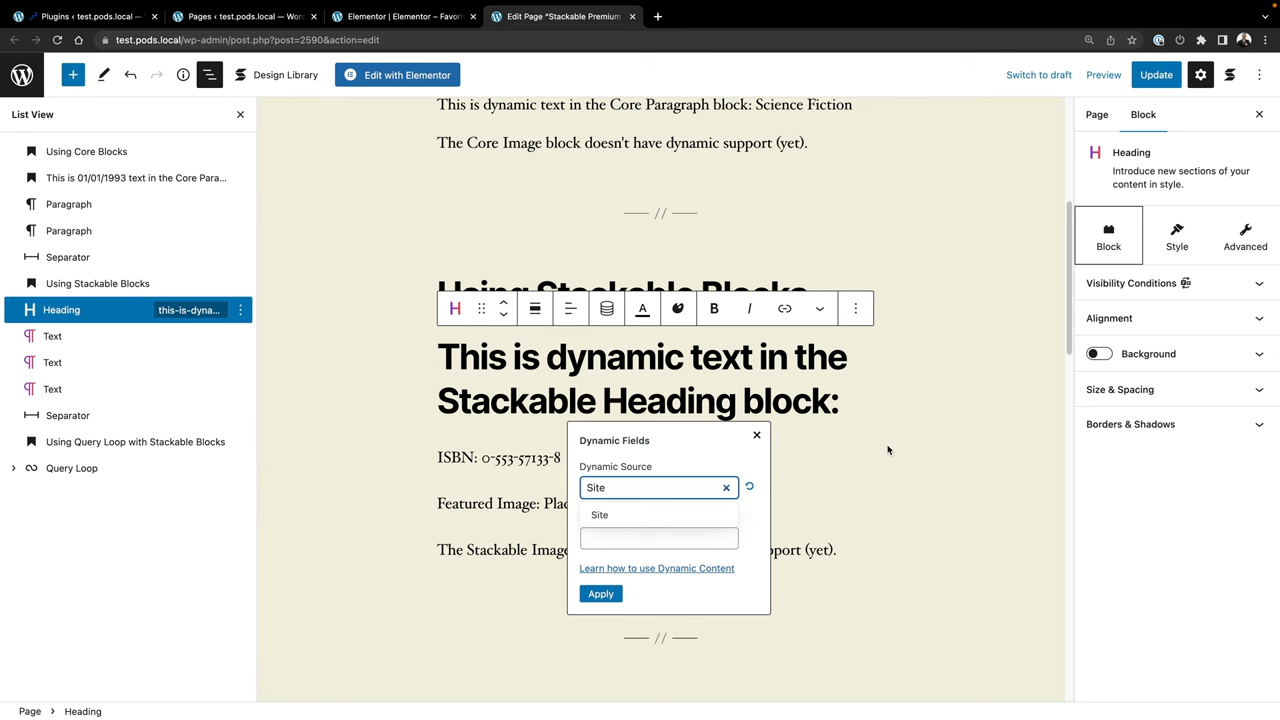 Plugins ‹ test.pods.local —
Pages ‹ test.pods.local — Wor
Elementor | Elementor – Favori
Edit Page "Stackable Premium
test.pods.local/wp-admin/post.php?post=2590&action=edit
Design Library
Edit with Elementor
Switch to draft
Preview
Update
List View
Using Core Blocks
This is 01/01/1993 text in the Core Para...
Paragraph
Paragraph
Separator
Using Stackable Blocks
Heading
this-is-dyna...
Text
Text
Text
Separator
Using Query Loop with Stackable Blocks
Query Loop
This is dynamic text in the Core Paragraph block: Science Fiction
The Core Image block doesn't have dynamic support (yet).
//
Using Stackable Blocks
H
A
B
I
This is dynamic text in the
Stackable Heading block:
ISBN: 0-553-57133-8
Featured Image: Plac
The Stackable Imag
pport (yet).
Dynamic Fields
Dynamic Source
Site
Site
Learn how to use Dynamic Content
Apply
//
Page
Block
Heading
Introduce new sections of your
content in style.
Block
Style
Advanced
Visibility Conditions
Alignment
Background
Size & Spacing
Borders & Shadows
Page
Heading